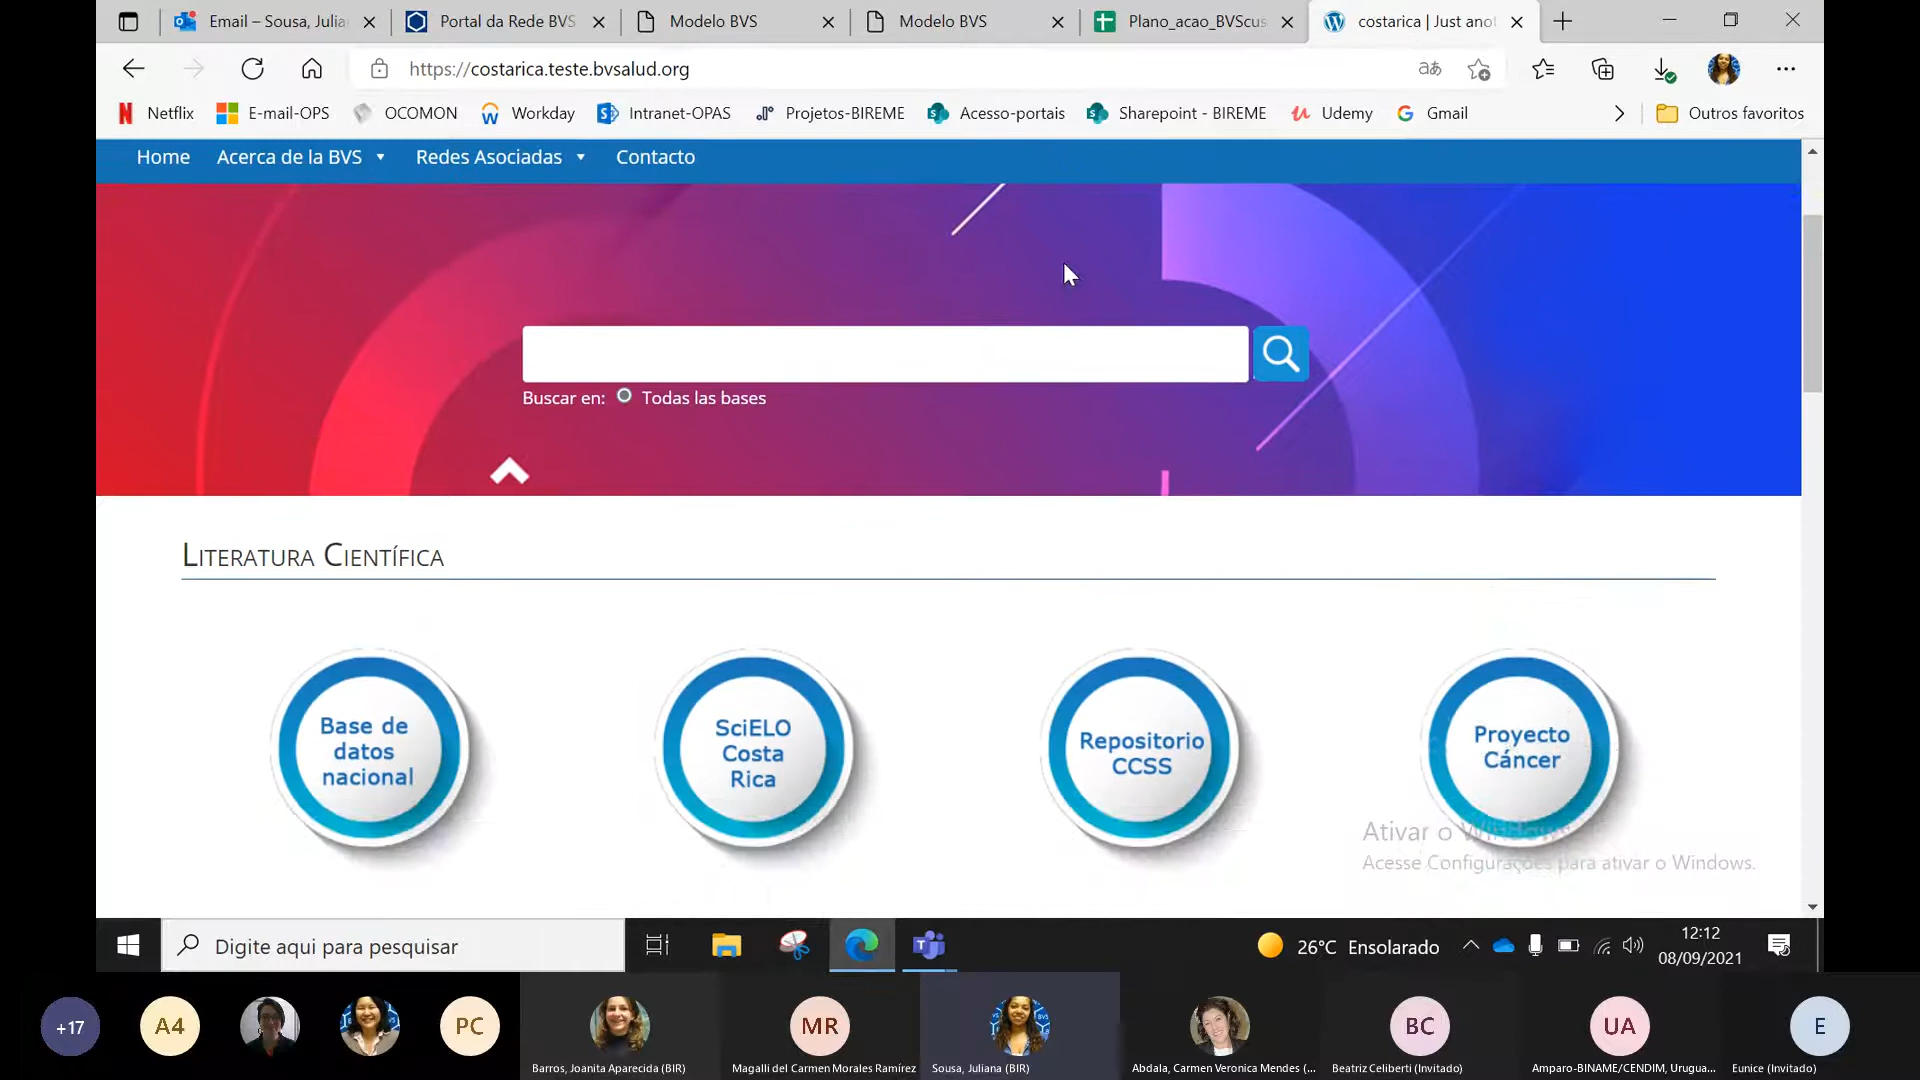 Email – Sousa, Julia
Portal da Rede BVS
Modelo BVS
Modelo BVS
Plano_acao_BVScus
costarica | Just anot
https://costarica.teste.bvsalud.org
Netflix
E-mail-OPS
OCOMON
Workday
Intranet-OPAS
Projetos-BIREME
Acesso-portais
Sharepoint - BIREME
Udemy
Gmail
Outros favoritos
Home
Acerca de la BVS
Redes Asociadas
Contacto
Buscar en:
Todas las bases
Literatura Científica
Base de
datos
nacional
SciELO
Costa
Rica
Repositorio
CCSS
Proyecto
Cáncer
Ativar o Windows
Acesse Configurações para ativar o Windows.
Digite aqui para pesquisar
26°C Ensolarado
12:12
08/09/2021
+17
A4
PC
Barros, Joanita Aparecida (BIR)
MR
Magalli del Carmen Morales Ramírez
Sousa, Juliana (BIR)
Abdala, Carmen Veronica Mendes (...
BC
Beatriz Celiberti (Invitado)
UA
Amparo-BINAME/CENDIM, Urugua...
E
Eunice (Invitado)